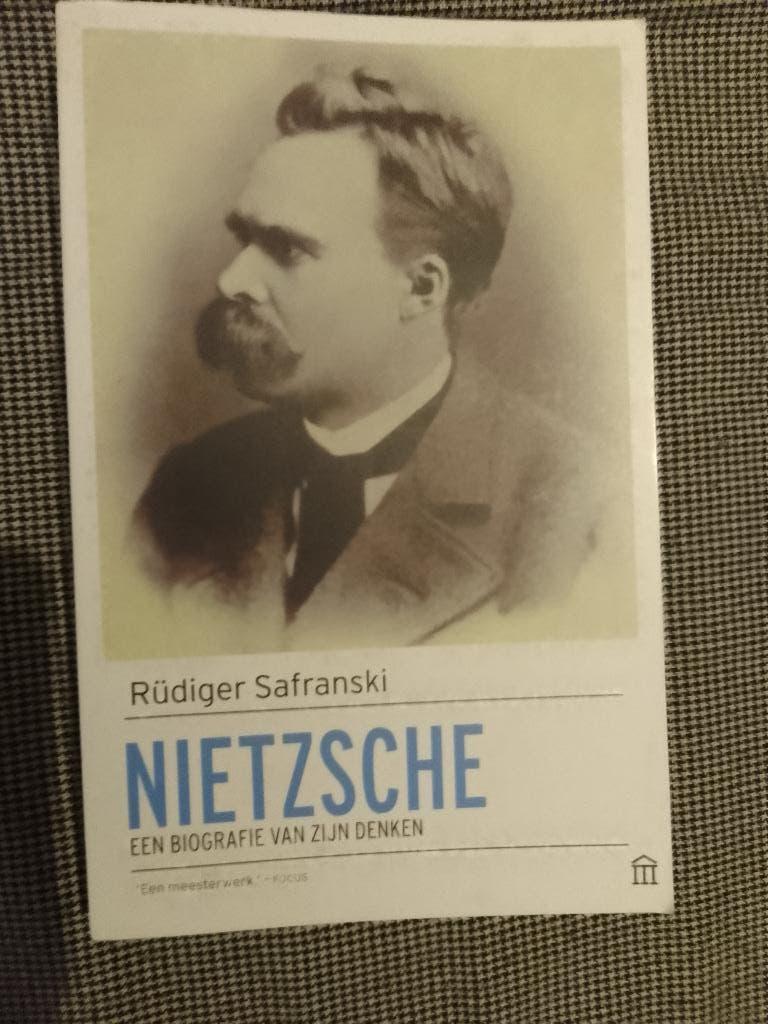 Rüdiger Safranski
NIETZSCHE
EEN BIOGRAFIE VAN ZIJN DENKEN
'Een meesterwerk.' – FOCUS